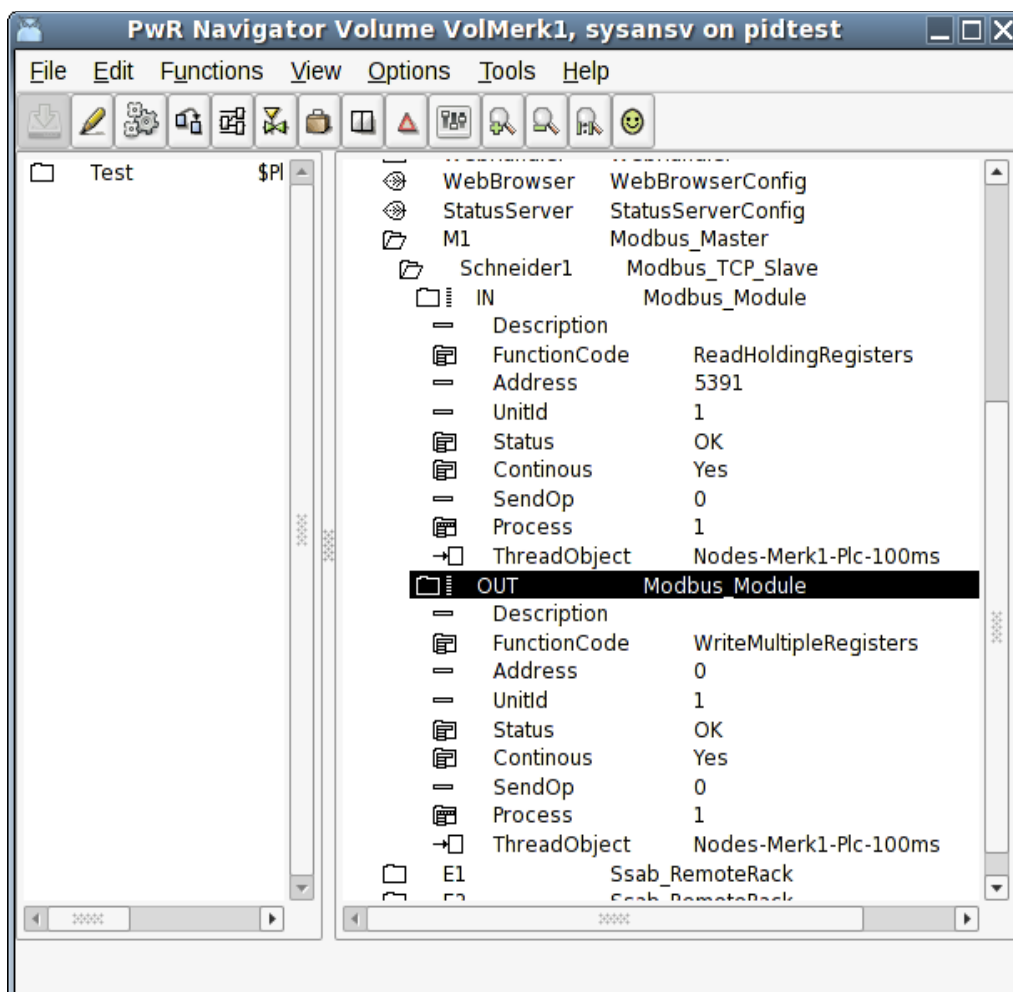 PwR Navigator Volume VolMerk1, sysansv on pidtest
File Edit Functions View Options Tools Help
Test $Pl
WebBrowser WebBrowserConfig
StatusServer StatusServerConfig
M1 Modbus_Master
Schneider1 Modbus_TCP_Slave
IN Modbus_Module
Description
FunctionCode ReadHoldingRegisters
Address 5391
UnitId 1
Status OK
Continous Yes
SendOp 0
Process 1
ThreadObject Nodes-Merk1-Plc-100ms
OUT Modbus_Module
Description
FunctionCode WriteMultipleRegisters
Address 0
UnitId 1
Status OK
Continous Yes
SendOp 0
Process 1
ThreadObject Nodes-Merk1-Plc-100ms
E1 Ssab_RemoteRack